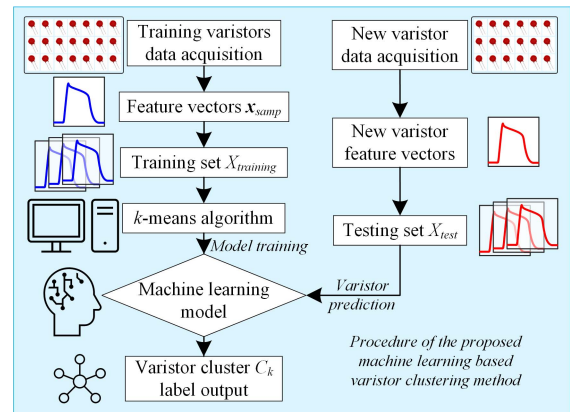 Training varistors
data acquisition
Feature vectors x_samp
Training set X_training
k-means algorithm
Model training
Machine learning
model
Varistor cluster C_k
label output
New varistor
data acquisition
New varistor
feature vectors
Testing set X_test
Varistor
prediction
Procedure of the proposed
machine learning based
varistor clustering method